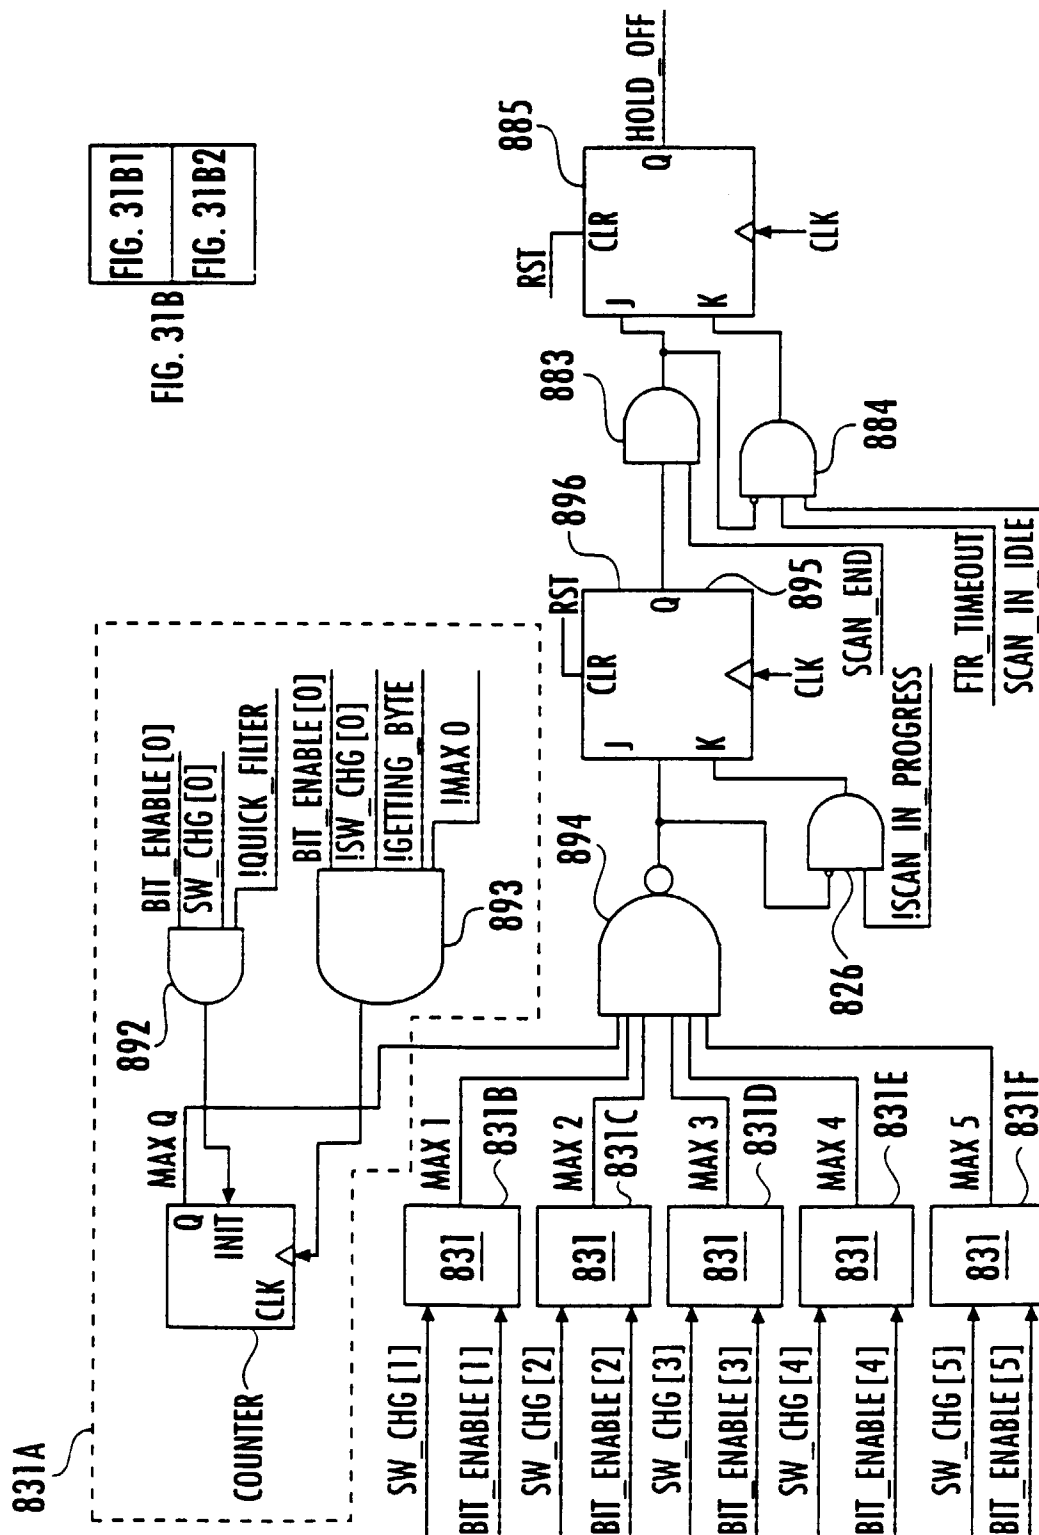 831A
COUNTER
CLK
Q
INIT
MAX Q
892
BIT_ENABLE [0]
SW_CHG [0]
!QUICK_FILTER
BIT_ENABLE [0]
!SW_CHG [0]
!GETTING_BYTE
!MAX 0
893
FIG. 31B1
FIG. 31B2
FIG. 31B
SW_CHG [1]
BIT_ENABLE [1]
831
MAX 1
831B
SW_CHG [2]
BIT_ENABLE [2]
831
MAX 2
831C
SW_CHG [3]
BIT_ENABLE [3]
831
MAX 3
831D
SW_CHG [4]
BIT_ENABLE [4]
831
MAX 4
831E
SW_CHG [5]
BIT_ENABLE [5]
831
MAX 5
831F
894
826
!SCAN_IN_PROGRESS
J
K
CLR
Q
RST
CLK
896
895
SCAN_END
883
884
FTR_TIMEOUT
SCAN_IN_IDLE
RST
J
K
CLR
Q
CLK
885
HOLD_OFF